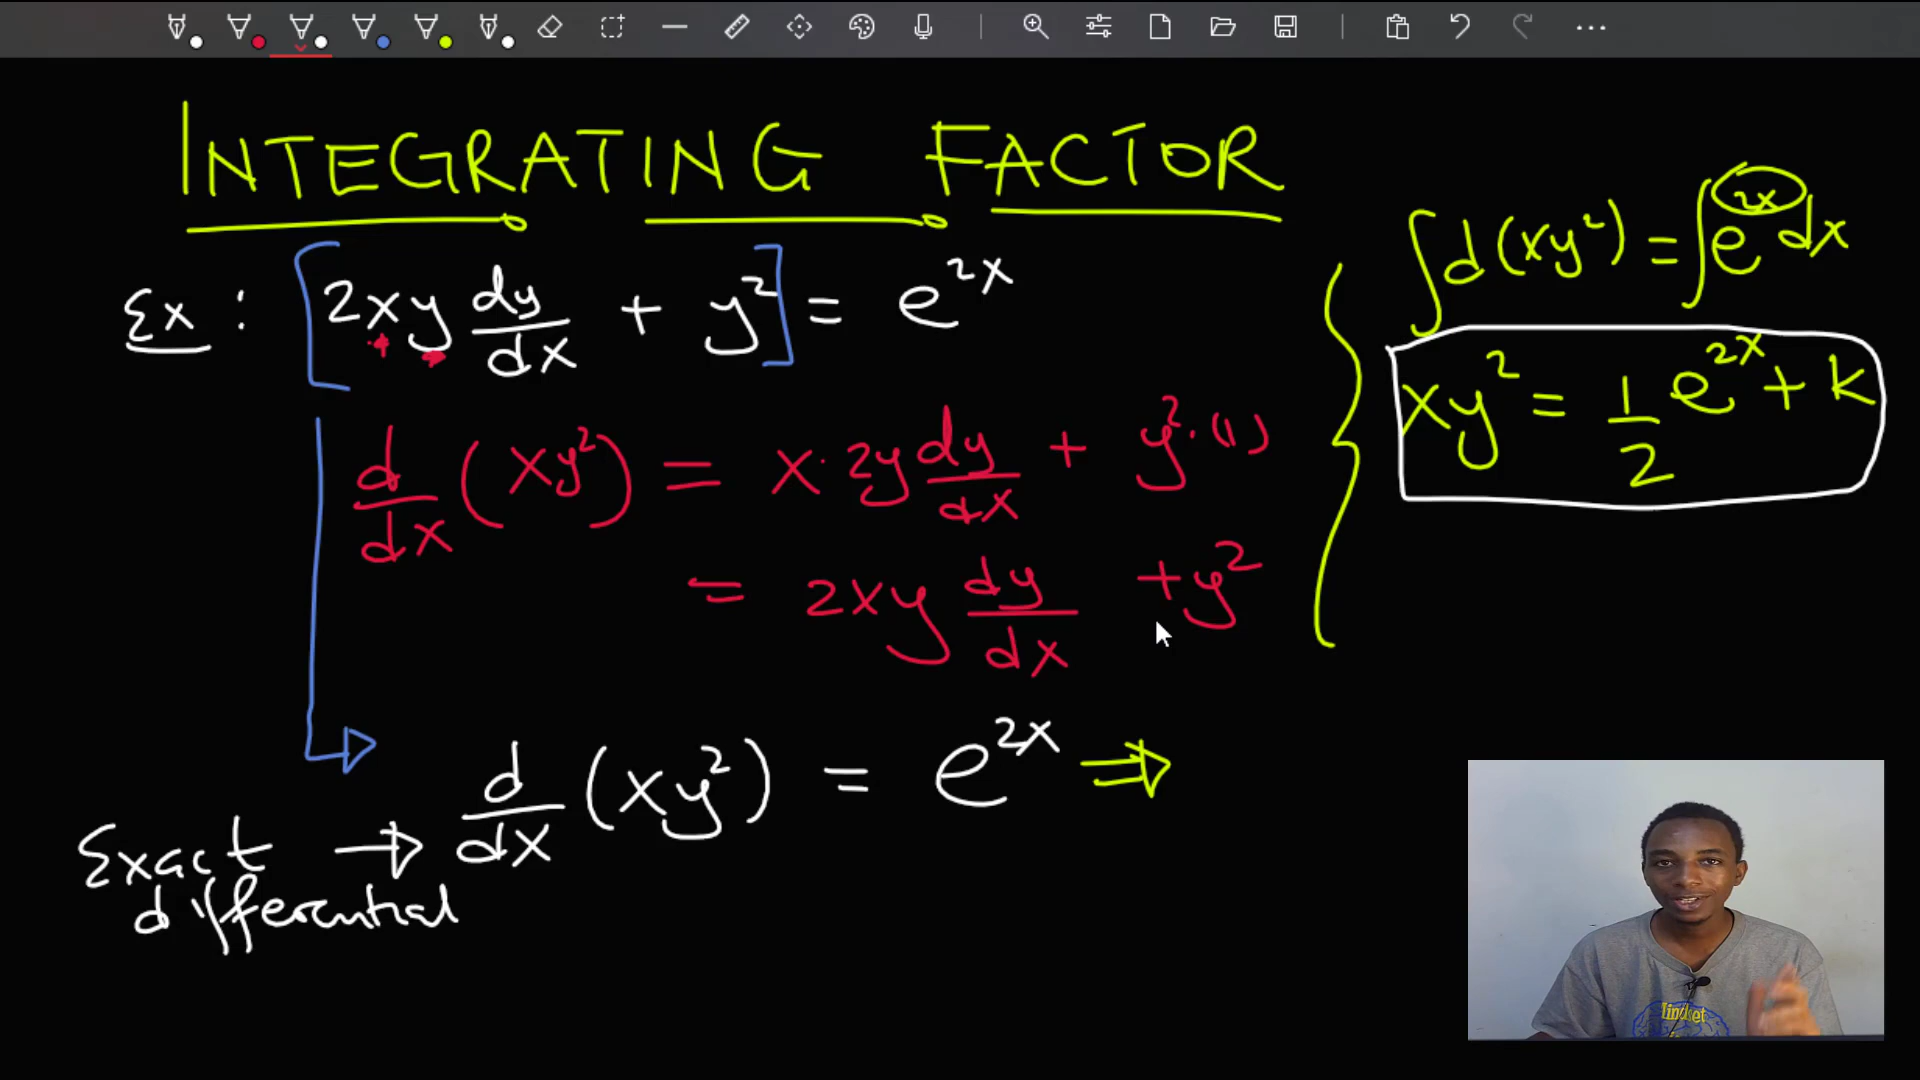 INTEGRATING FACTOR
Ex : [2xy dy/dx + y²] = e^2x
d/dx (xy²) = x · 2y dy/dx + y² · (1)
= 2xy dy/dx + y²
d/dx (xy²) = e^2x ⇒
Exact →
differential
∫ d(xy²) = ∫ e^2x dx
xy² = 1/2 e^2x + k
Mindset